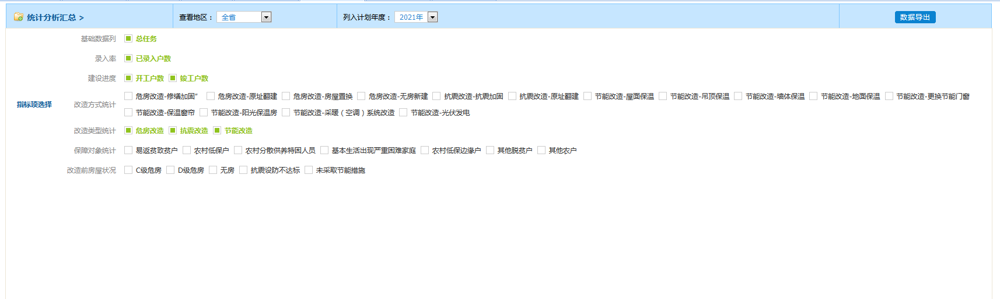 统计分析汇总 > 查看地区： 全省 列入计划年度： 2021年 数据导出
基础数据列 总任务
录入率 已录入户数
建设进度 开工户数 竣工户数
指标项选择 改造方式统计 危房改造-修缮加固” 危房改造-原址翻建 危房改造-房屋置换 危房改造-无房新建 抗震改造-抗震加固 抗震改造-原址翻建 节能改造-屋面保温 节能改造-吊顶保温 节能改造-墙体保温 节能改造-地面保温 节能改造-更换节能门窗
节能改造-保温窗帘 节能改造-阳光保温房 节能改造-采暖（空调）系统改造 节能改造-光伏发电
改造类型统计 危房改造 抗震改造 节能改造
保障对象统计 易返贫致贫户 农村低保户 农村分散供养特困人员 基本生活出现严重困难家庭 农村低保边缘户 其他脱贫户 其他农户
改造前房屋状况 C级危房 D级危房 无房 抗震设防不达标 未采取节能措施